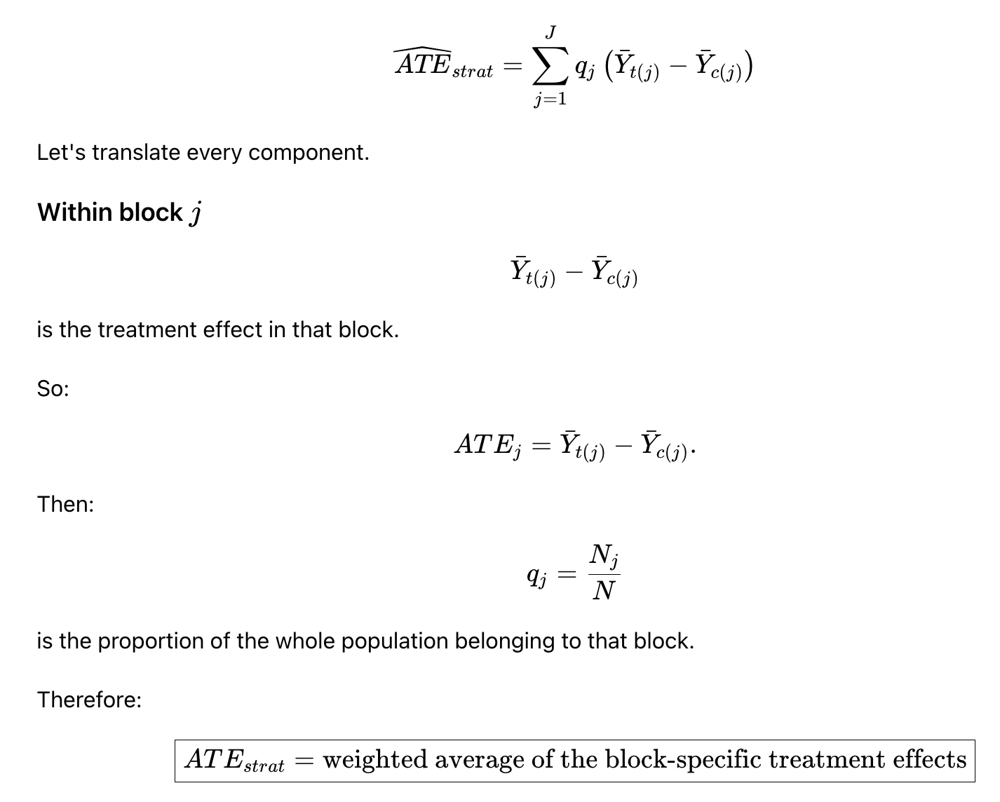 $$\widehat{ATE}_{strat} = \sum_{j=1}^{J} q_j \left( \bar{Y}_{t(j)} - \bar{Y}_{c(j)} \right)$$
Let's translate every component.
Within block $j$
$$\bar{Y}_{t(j)} - \bar{Y}_{c(j)}$$
is the treatment effect in that block.
So:
$$ATE_j = \bar{Y}_{t(j)} - \bar{Y}_{c(j)}.$$
Then:
$$q_j = \frac{N_j}{N}$$
is the proportion of the whole population belonging to that block.
Therefore:
$$\boxed{ATE_{strat} = \text{weighted average of the block-specific treatment effects}}$$